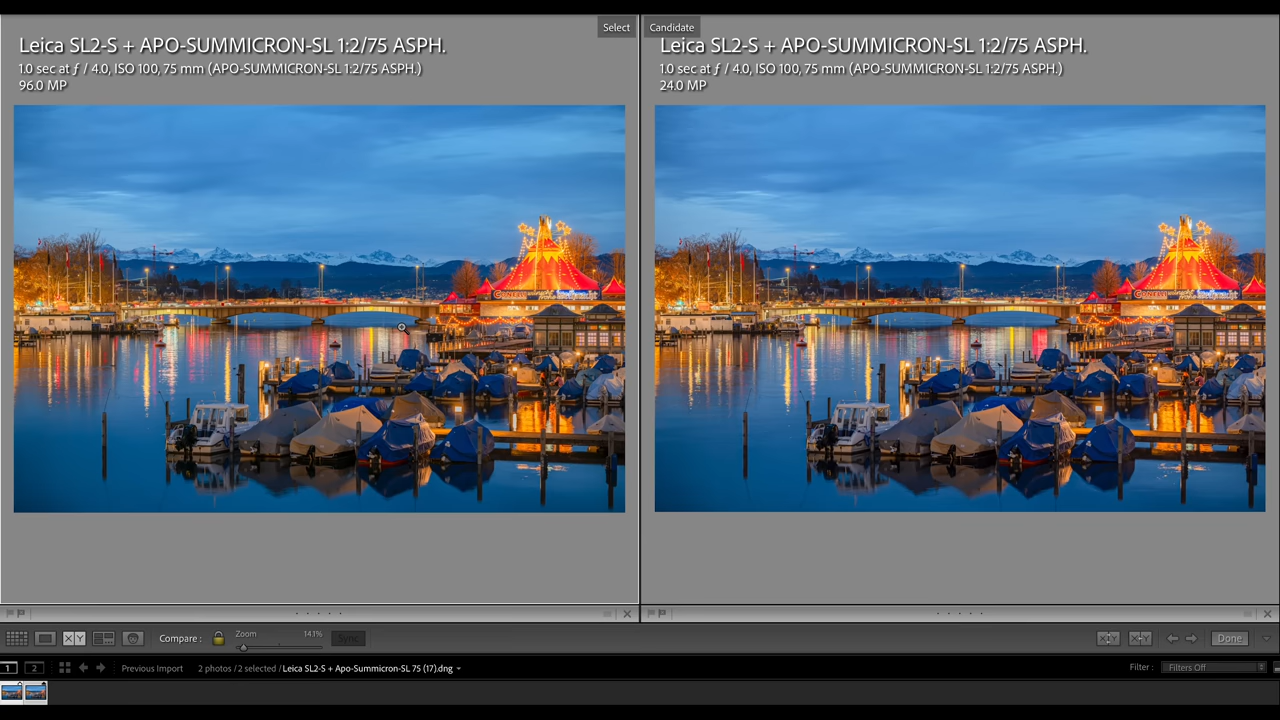 Select
Leica SL2-S + APO-SUMMICRON-SL 1:2/75 ASPH.
1.0 sec at ƒ / 4.0, ISO 100, 75 mm (APO-SUMMICRON-SL 1:2/75 ASPH.)
96.0 MP
Candidate
Leica SL2-S + APO-SUMMICRON-SL 1:2/75 ASPH.
1.0 sec at ƒ / 4.0, ISO 100, 75 mm (APO-SUMMICRON-SL 1:2/75 ASPH.)
24.0 MP
X Y Compare : Zoom 141% Sync X Y X Y Done
1 2 Previous Import 2 photos / 2 selected / Leica SL2-S + Apo-Summicron-SL 75 (17).dng Filter : Filters Off